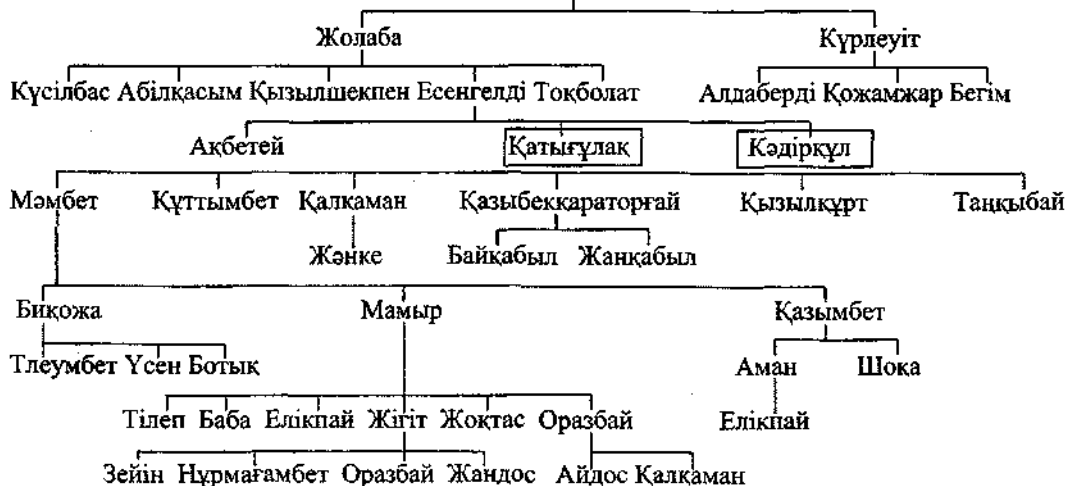 Жолаба Күрлеуіт
Күсілбас Абілқасым Қызылшекпен Есенгелді Тоқболат Алдаберді Қожамжар Бегім
Ақбетей Қатығұлақ Кәдірқұл
Мәмбет Құттымбет Қалкаман Қазыбекқараторғай Қызылқұрт Таңқыбай
Жәнке Байқабыл Жанқабыл
Биқожа Мамыр Қазымбет
Тлеумбет Үсен Ботық Аман Шоқа
Тілеп Баба Елікпай Жігіт Жоқтас Оразбай Елікпай
Зейін Нұрмағамбет Оразбай Жандос Айдос Қалқаман